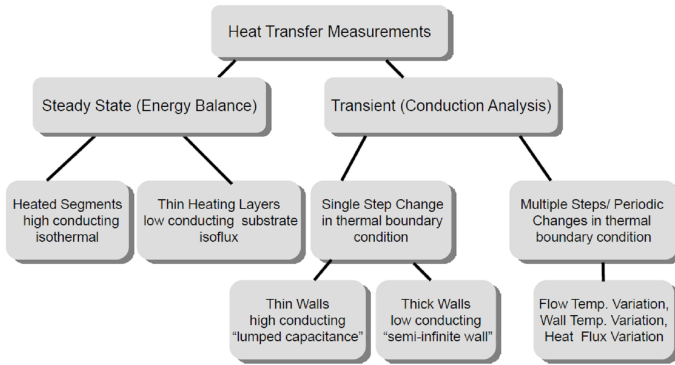 Heat Transfer Measurements
Steady State (Energy Balance)
Transient (Conduction Analysis)
Heated Segments
high conducting
isothermal
Thin Heating Layers
low conducting substrate
isoflux
Single Step Change
in thermal boundary
condition
Multiple Steps/ Periodic
Changes in thermal
boundary condition
Thin Walls
high conducting
“lumped capacitance”
Thick Walls
low conducting
“semi-infinite wall”
Flow Temp. Variation,
Wall Temp. Variation,
Heat Flux Variation